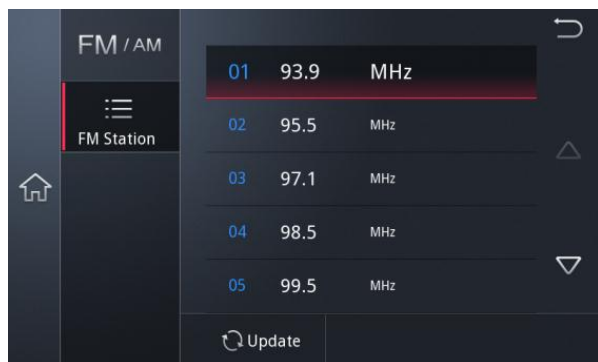 FM / AM
FM Station
01 93.9 MHz
02 95.5 MHz
03 97.1 MHz
04 98.5 MHz
05 99.5 MHz
Update